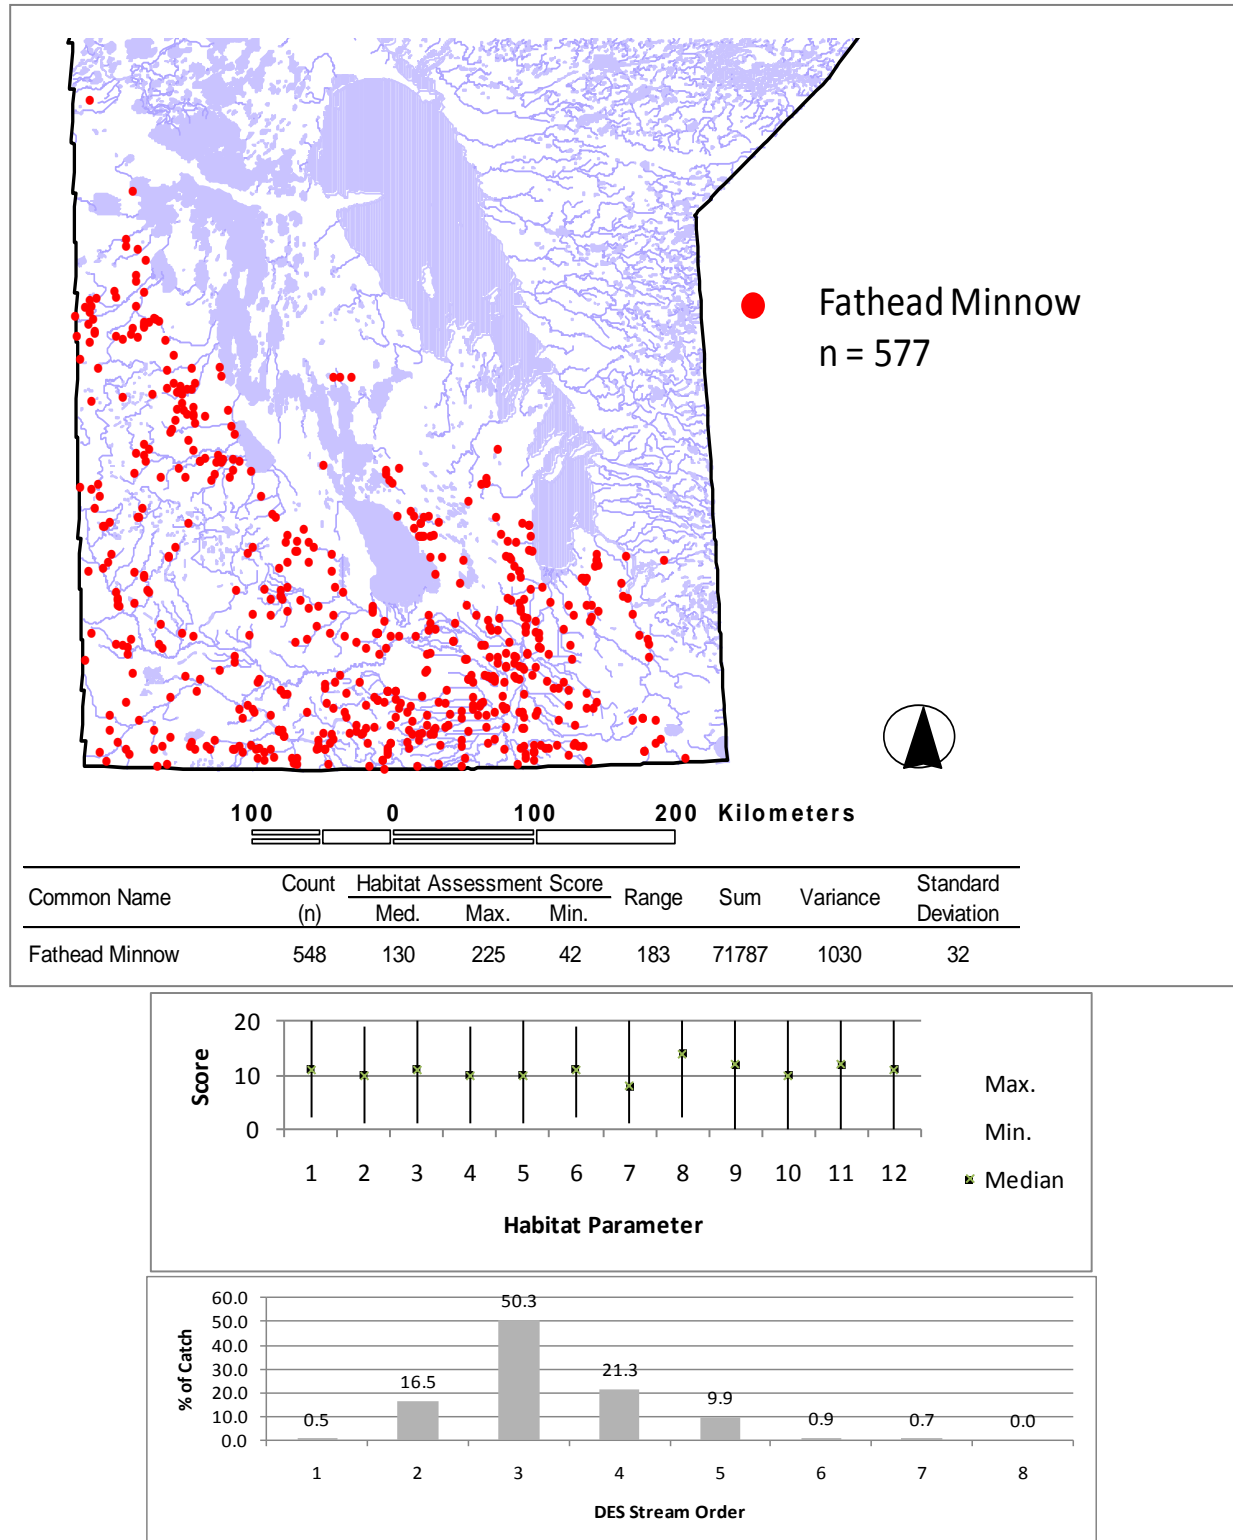 Fathead Minnow
n = 577
100 0 100 200 Kilometers
Common Name Count (n) Habitat Assessment Score Med. Max. Min. Range Sum Variance Standard Deviation
Fathead Minnow 548 130 225 42 183 71787 1030 32
Score
20
10
0
1 2 3 4 5 6 7 8 9 10 11 12
Habitat Parameter
Max.
Min.
Median
% of Catch
60.0
50.0
40.0
30.0
20.0
10.0
0.0
0.5 16.5 50.3 21.3 9.9 0.9 0.7 0.0
1 2 3 4 5 6 7 8
DES Stream Order